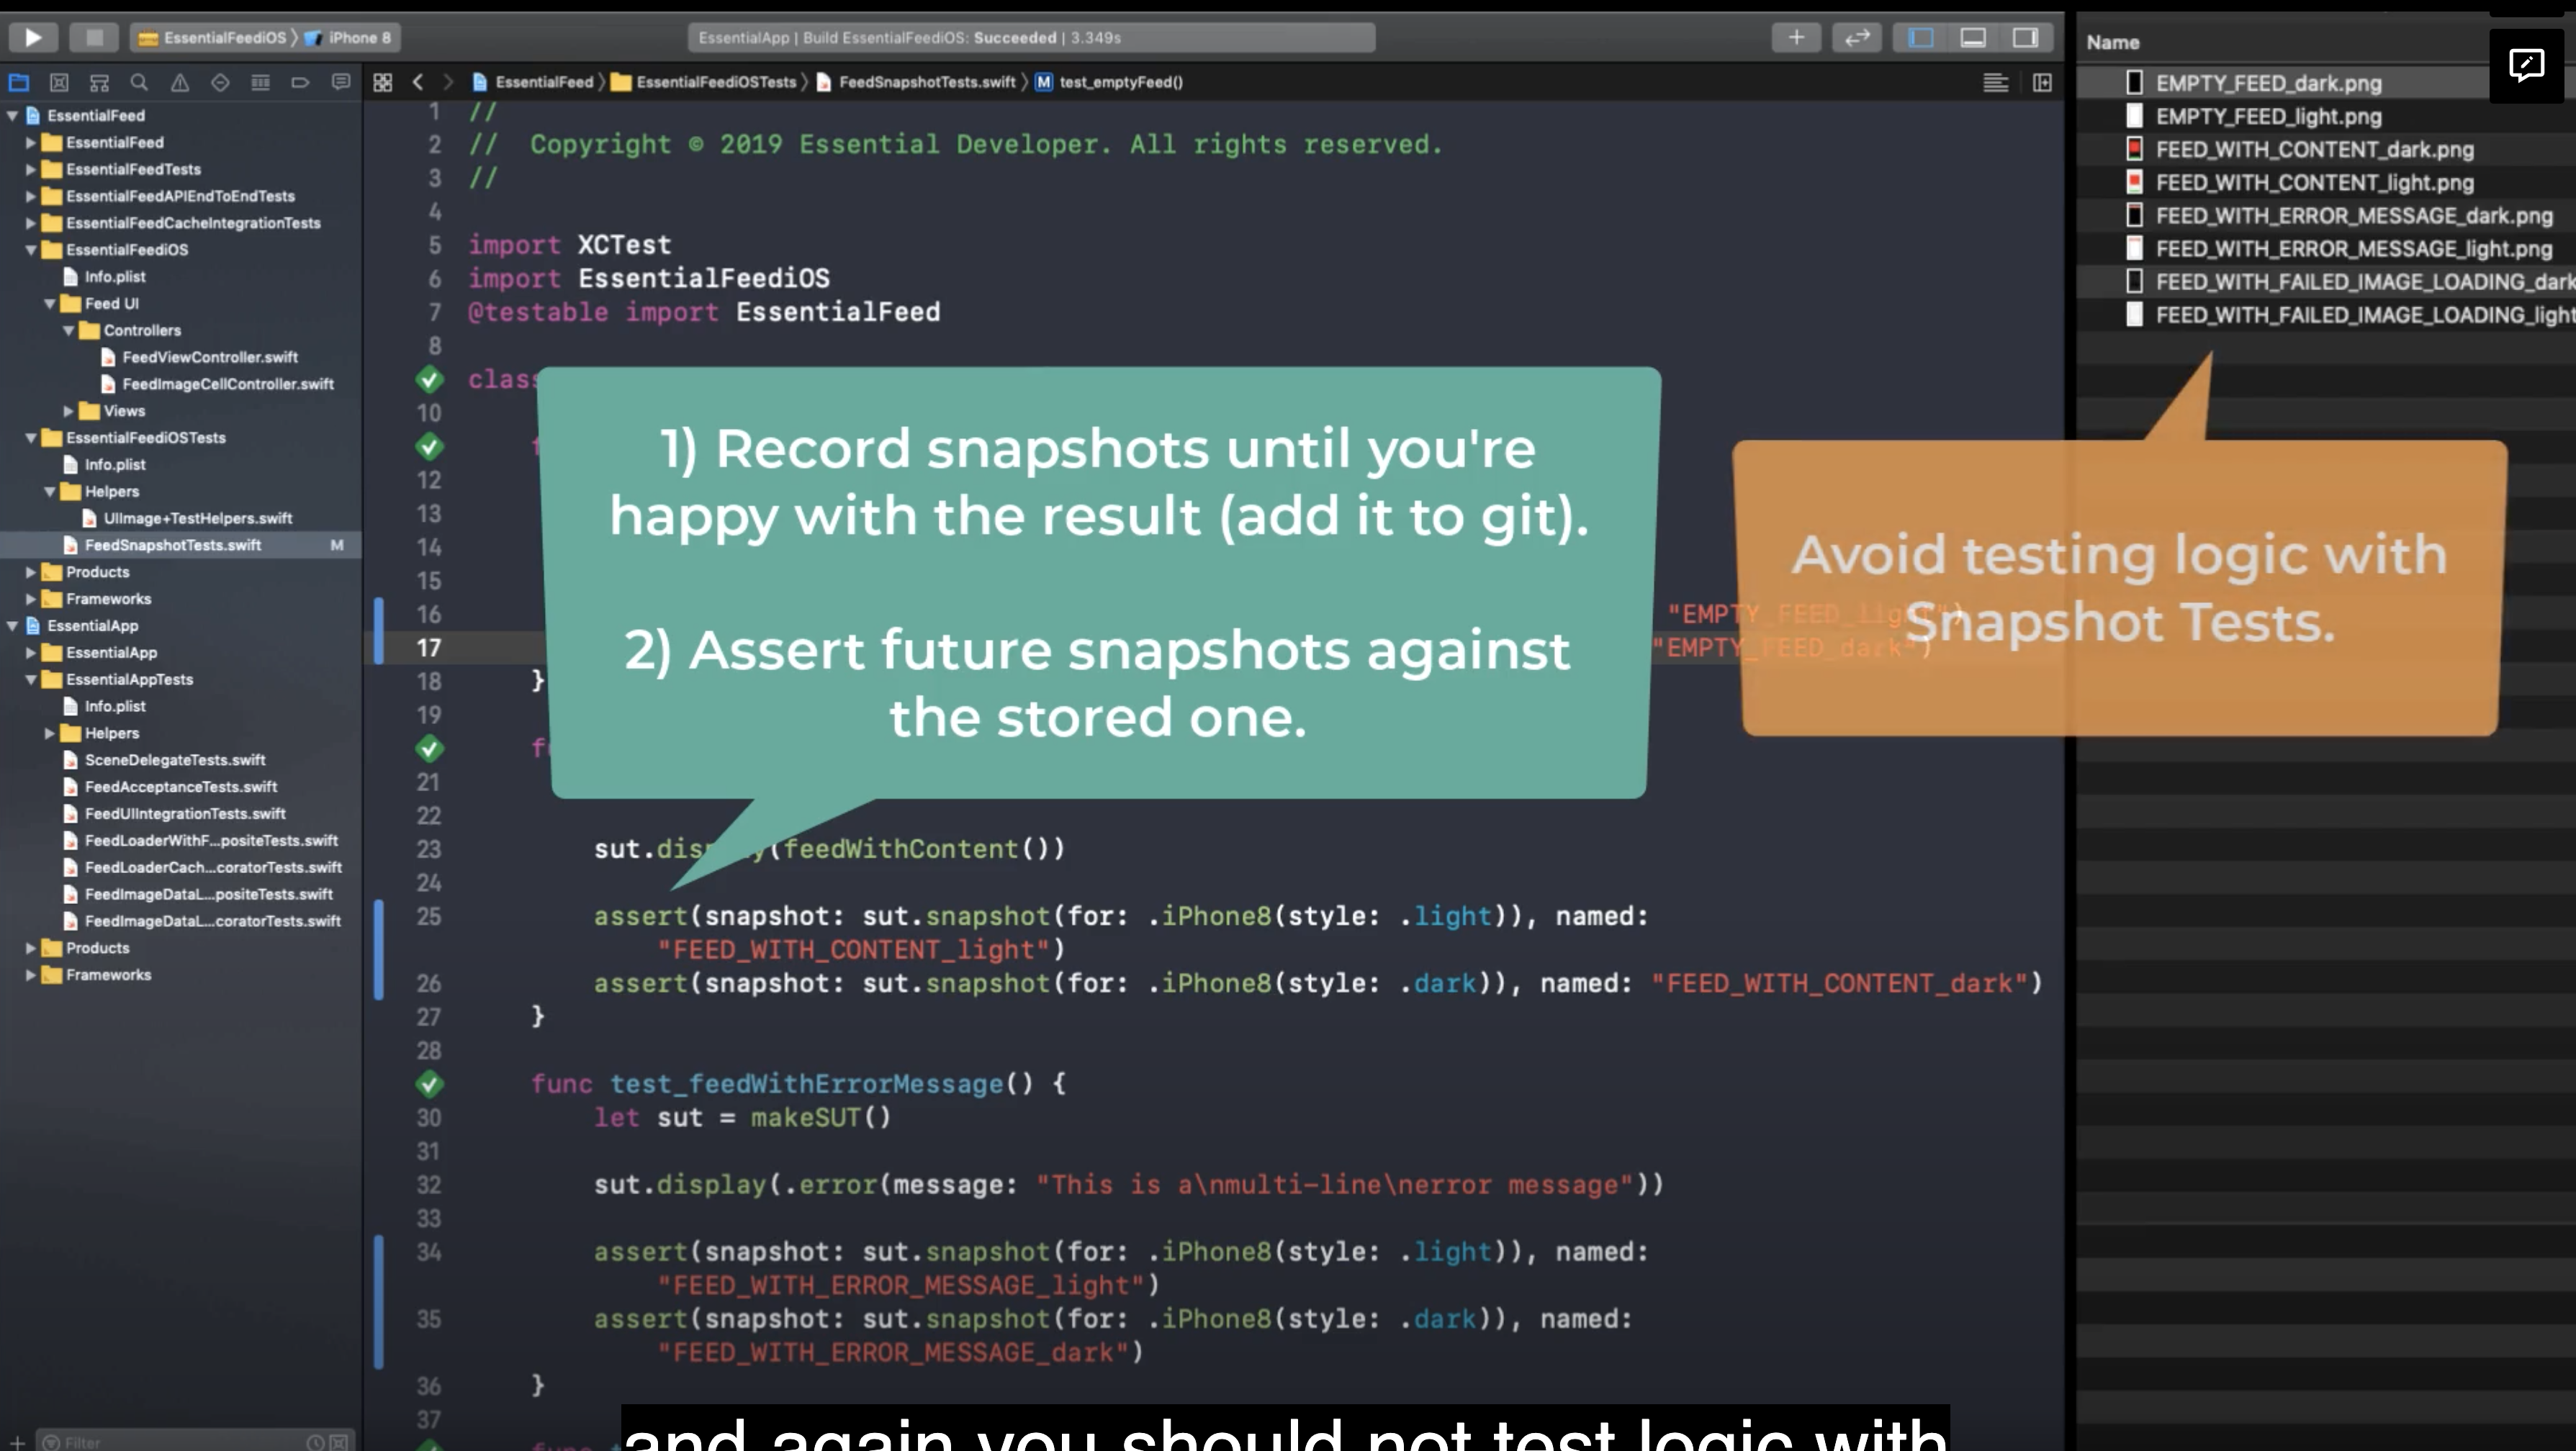 EssentialFeediOS 〉 iPhone 8
EssentialApp | Build EssentialFeediOS: Succeeded | 3.349s
EssentialFeed 〉 EssentialFeediOSTests 〉 FeedSnapshotTests.swift 〉 M test_emptyFeed()
EssentialFeed
EssentialFeed
EssentialFeedTests
EssentialFeedAPIEndToEndTests
EssentialFeedCacheIntegrationTests
EssentialFeediOS
Info.plist
Feed UI
Controllers
FeedViewController.swift
FeedImageCellController.swift
Views
EssentialFeediOSTests
Info.plist
Helpers
UIImage+TestHelpers.swift
FeedSnapshotTests.swift M
Products
Frameworks
EssentialApp
EssentialApp
EssentialAppTests
Info.plist
Helpers
SceneDelegateTests.swift
FeedAcceptanceTests.swift
FeedUIIntegrationTests.swift
FeedLoaderWithF...positeTests.swift
FeedLoaderCach...coratorTests.swift
FeedImageDataL...positeTests.swift
FeedImageDataL...coratorTests.swift
Products
Frameworks
Filter
1 //
2 //  Copyright © 2019 Essential Developer. All rights reserved.
3 //
4
5 import XCTest
6 import EssentialFeediOS
7 @testable import EssentialFeed
8
class
10
12
13
14
15
16 "EMPTY_FEED_light")
17 "EMPTY_FEED_dark")
18 }
19
21
22
23 sut.display(feedWithContent())
24
25 assert(snapshot: sut.snapshot(for: .iPhone8(style: .light)), named:
"FEED_WITH_CONTENT_light")
26 assert(snapshot: sut.snapshot(for: .iPhone8(style: .dark)), named: "FEED_WITH_CONTENT_dark")
27 }
28
func test_feedWithErrorMessage() {
30 let sut = makeSUT()
31
32 sut.display(.error(message: "This is a\nmulti-line\nerror message"))
33
34 assert(snapshot: sut.snapshot(for: .iPhone8(style: .light)), named:
"FEED_WITH_ERROR_MESSAGE_light")
35 assert(snapshot: sut.snapshot(for: .iPhone8(style: .dark)), named:
"FEED_WITH_ERROR_MESSAGE_dark")
36 }
37
1) Record snapshots until you're
happy with the result (add it to git).
2) Assert future snapshots against
the stored one.
Avoid testing logic with
Snapshot Tests.
Name
EMPTY_FEED_dark.png
EMPTY_FEED_light.png
FEED_WITH_CONTENT_dark.png
FEED_WITH_CONTENT_light.png
FEED_WITH_ERROR_MESSAGE_dark.png
FEED_WITH_ERROR_MESSAGE_light.png
FEED_WITH_FAILED_IMAGE_LOADING_dark
FEED_WITH_FAILED_IMAGE_LOADING_light
and again you should not test logic with